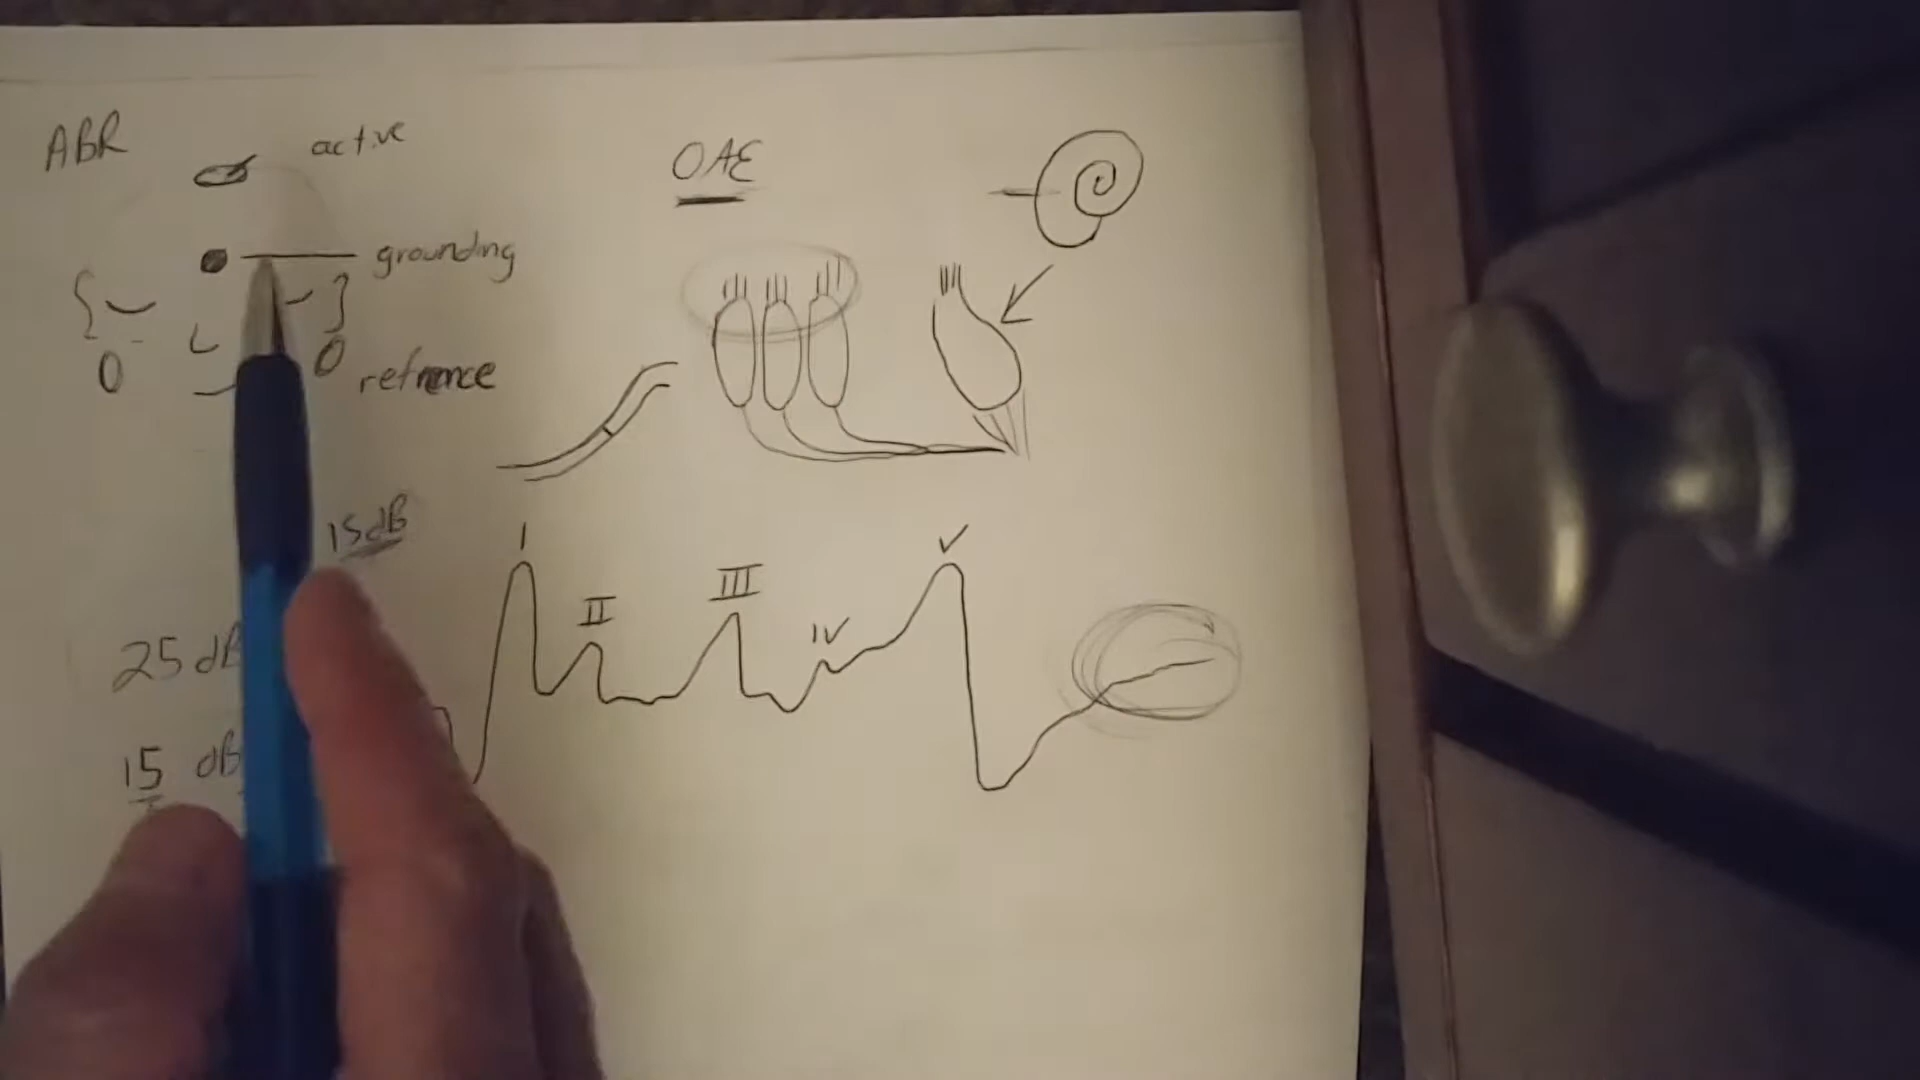 ABR
active
grounding
refrence
15dB
25 dB
15 dB
OAE
I
II
III
IV
V